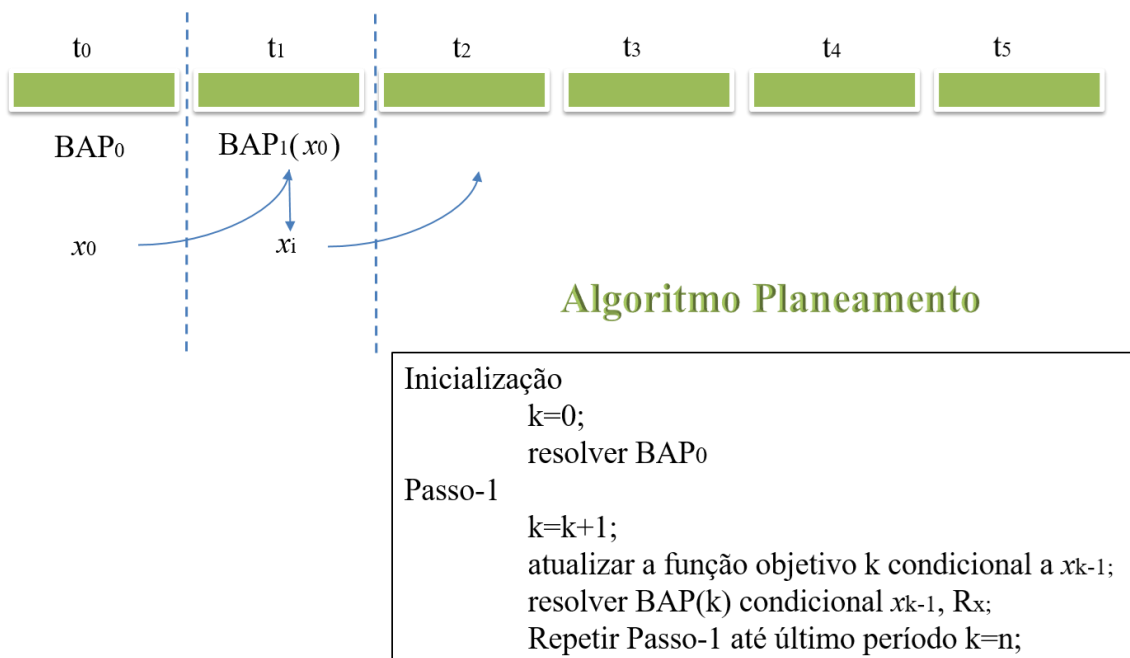 t0 t1 t2 t3 t4 t5
BAP0 BAP1(x0)
x0 xi
Algoritmo Planeamento
Inicialização
k=0;
resolver BAP0
Passo-1
k=k+1;
atualizar a função objetivo k condicional a xk-1;
resolver BAP(k) condicional xk-1, Rx;
Repetir Passo-1 até último período k=n;